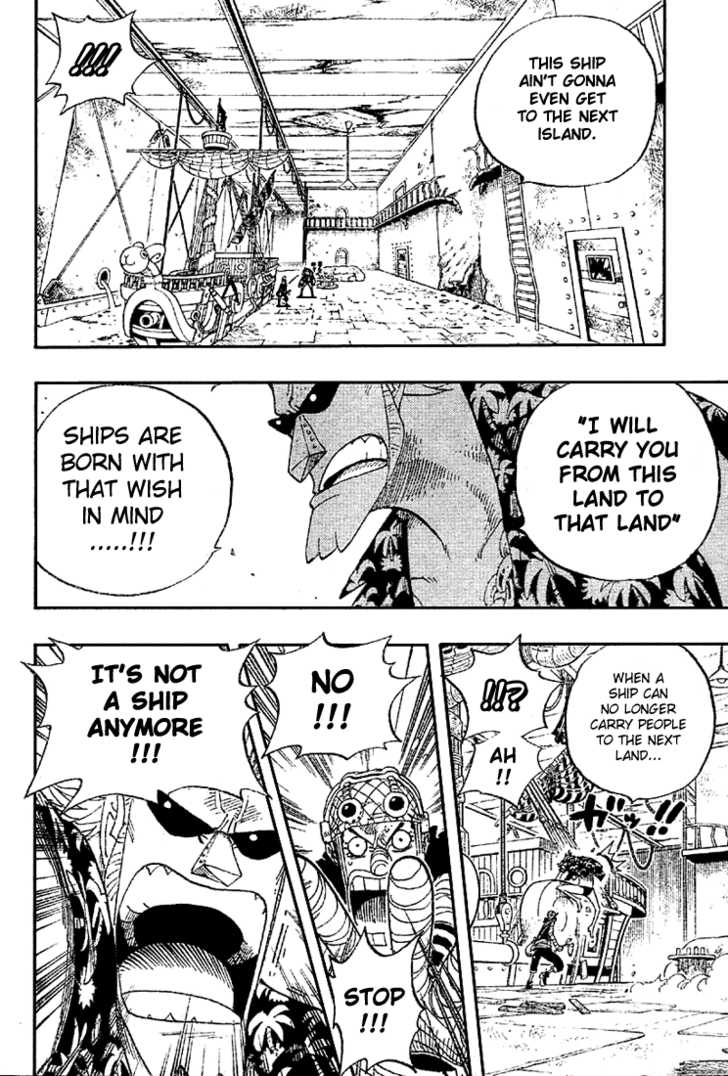 THIS SHIP
AIN'T GONNA
EVEN GET
TO THE NEXT
ISLAND.
!!!
"I WILL
CARRY YOU
FROM THIS
LAND TO
THAT LAND"
SHIPS ARE
BORN WITH
THAT WISH
IN MIND
.....!!!
WHEN A
SHIP CAN
NO LONGER
CARRY PEOPLE
TO THE NEXT
LAND...
!!?
AH
!!
ガッ!!
NO
!!!
STOP
!!!
IT'S NOT
A SHIP
ANYMORE
!!!